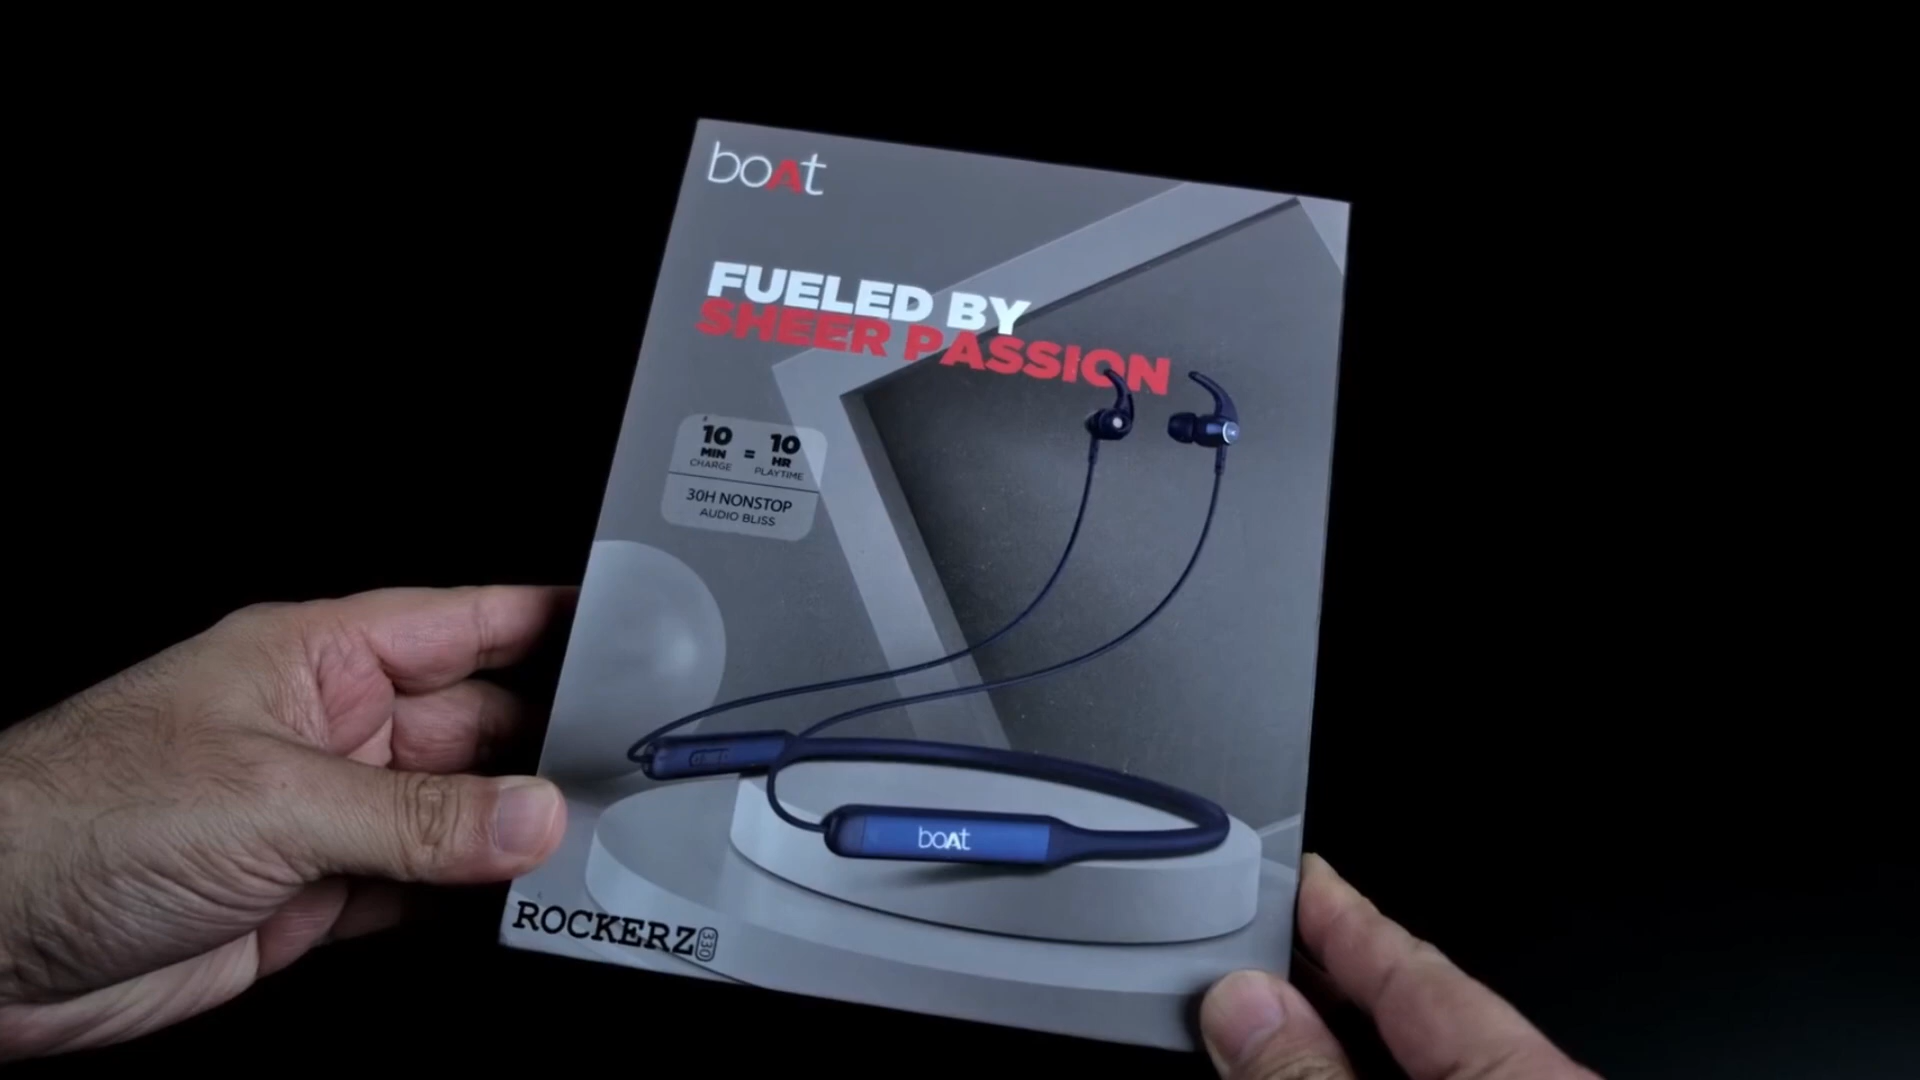 boAt
FUELED BY
SHEER PASSION
10 = 10
MIN HR
CHARGE PLAYTIME
30H NONSTOP
AUDIO BLISS
boAt
ROCKERZ 330